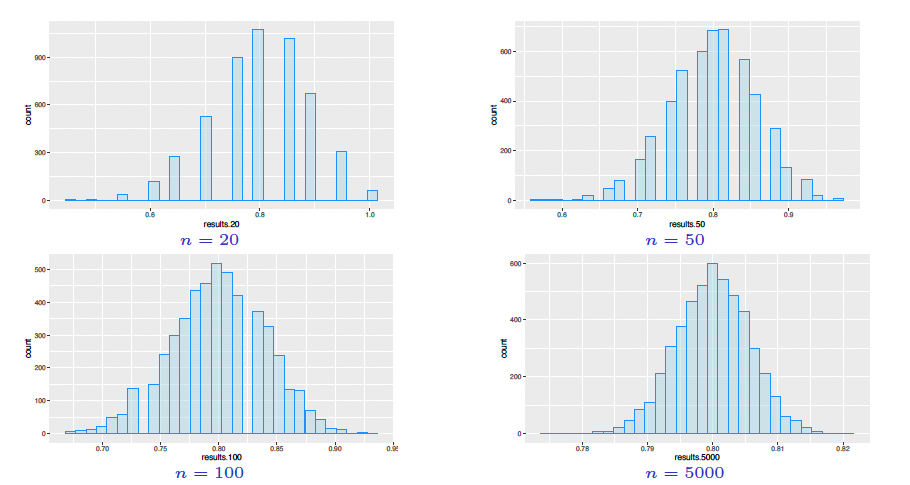 count
900
600
300
0
0.6
0.8
1.0
results.20
n = 20
count
600
400
200
0
0.6
0.7
0.8
0.9
results.50
n = 50
count
500
400
300
200
100
0
0.70
0.75
0.80
0.85
0.90
results.100
n = 100
count
600
400
200
0
0.78
0.79
0.80
0.81
0.82
results.5000
n = 5000